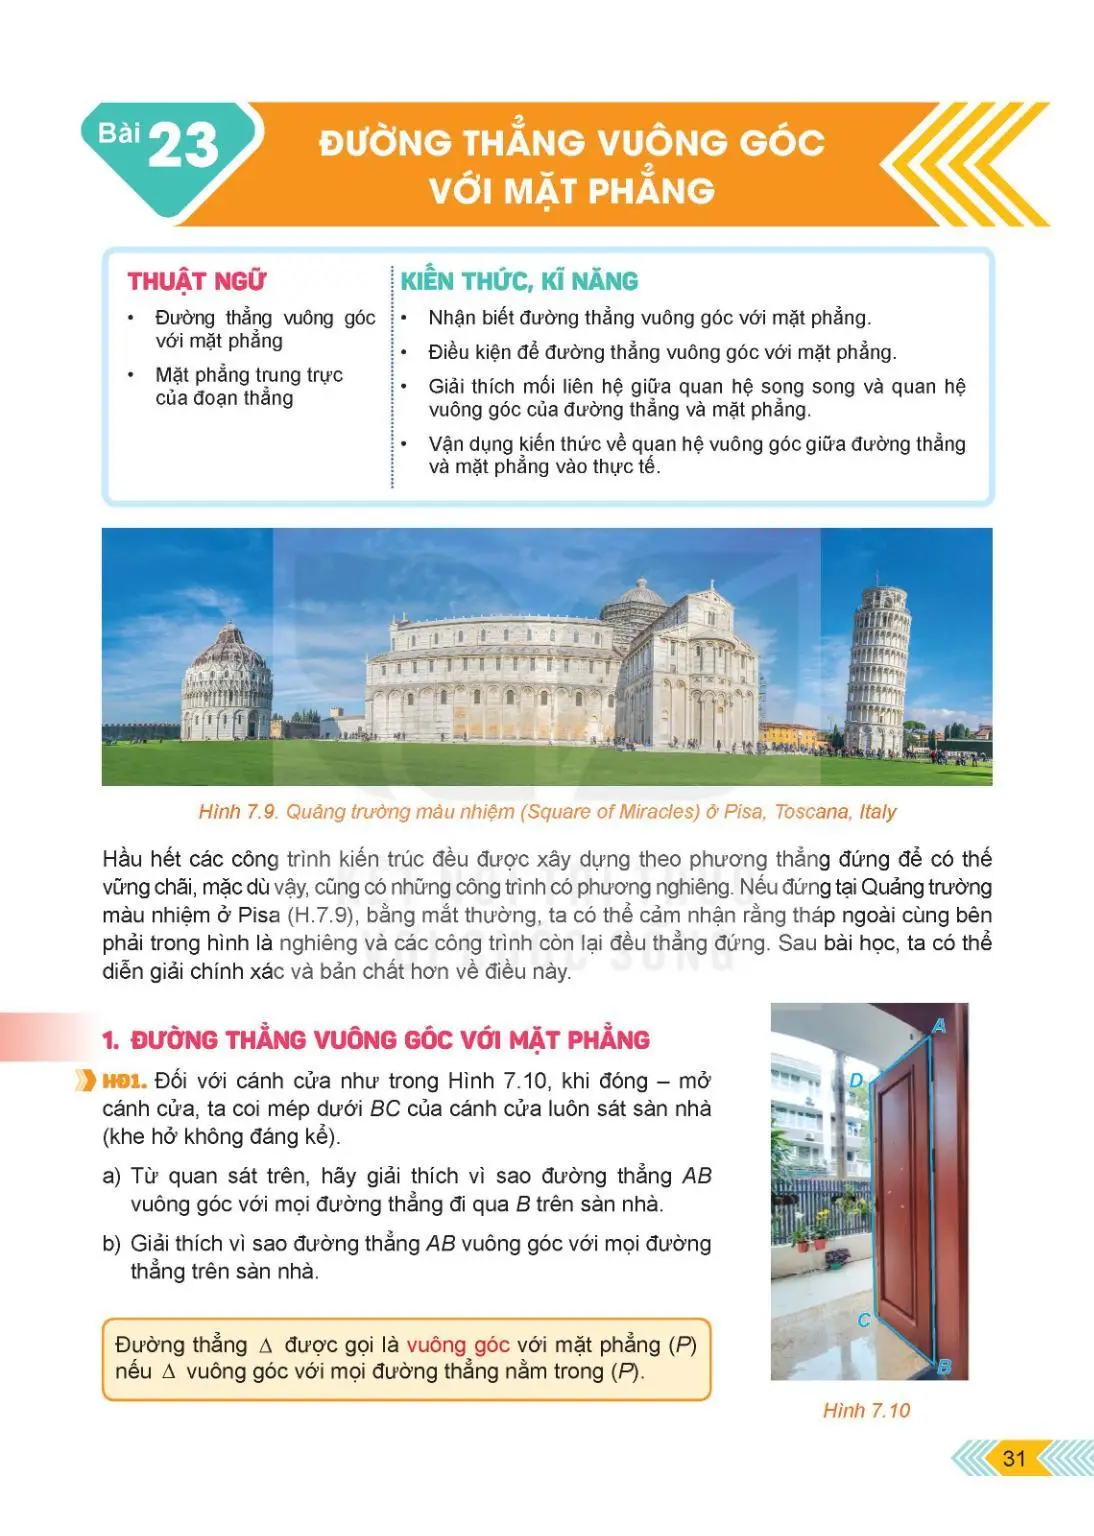 Bài 23
ĐƯỜNG THẲNG VUÔNG GÓC
VỚI MẶT PHẲNG
THUẬT NGỮ
• Đường thẳng vuông góc
với mặt phẳng
• Mặt phẳng trung trực
của đoạn thẳng
KIẾN THỨC, KĨ NĂNG
• Nhận biết đường thẳng vuông góc với mặt phẳng.
• Điều kiện để đường thẳng vuông góc với mặt phẳng.
• Giải thích mối liên hệ giữa quan hệ song song và quan hệ
vuông góc của đường thẳng và mặt phẳng.
• Vận dụng kiến thức về quan hệ vuông góc giữa đường thẳng
và mặt phẳng vào thực tế.
Hình 7.9. Quảng trường màu nhiệm (Square of Miracles) ở Pisa, Toscana, Italy
Hầu hết các công trình kiến trúc đều được xây dựng theo phương thẳng đứng để có thế
vững chãi, mặc dù vậy, cũng có những công trình có phương nghiêng. Nếu đứng tại Quảng trường
màu nhiệm ở Pisa (H.7.9), bằng mắt thường, ta có thể cảm nhận rằng tháp ngoài cùng bên
phải trong hình là nghiêng và các công trình còn lại đều thẳng đứng. Sau bài học, ta có thể
diễn giải chính xác và bản chất hơn về điều này.
KẾT NỐI TRI THỨC
VỚI CUỘC SỐNG
1. ĐƯỜNG THẲNG VUÔNG GÓC VỚI MẶT PHẲNG
HĐ1. Đối với cánh cửa như trong Hình 7.10, khi đóng – mở
cánh cửa, ta coi mép dưới BC của cánh cửa luôn sát sàn nhà
(khe hở không đáng kể).
a) Từ quan sát trên, hãy giải thích vì sao đường thẳng AB
vuông góc với mọi đường thẳng đi qua B trên sàn nhà.
b) Giải thích vì sao đường thẳng AB vuông góc với mọi đường
thẳng trên sàn nhà.
Đường thẳng Δ được gọi là vuông góc với mặt phẳng (P)
nếu Δ vuông góc với mọi đường thẳng nằm trong (P).
A
D
C
B
Hình 7.10
31